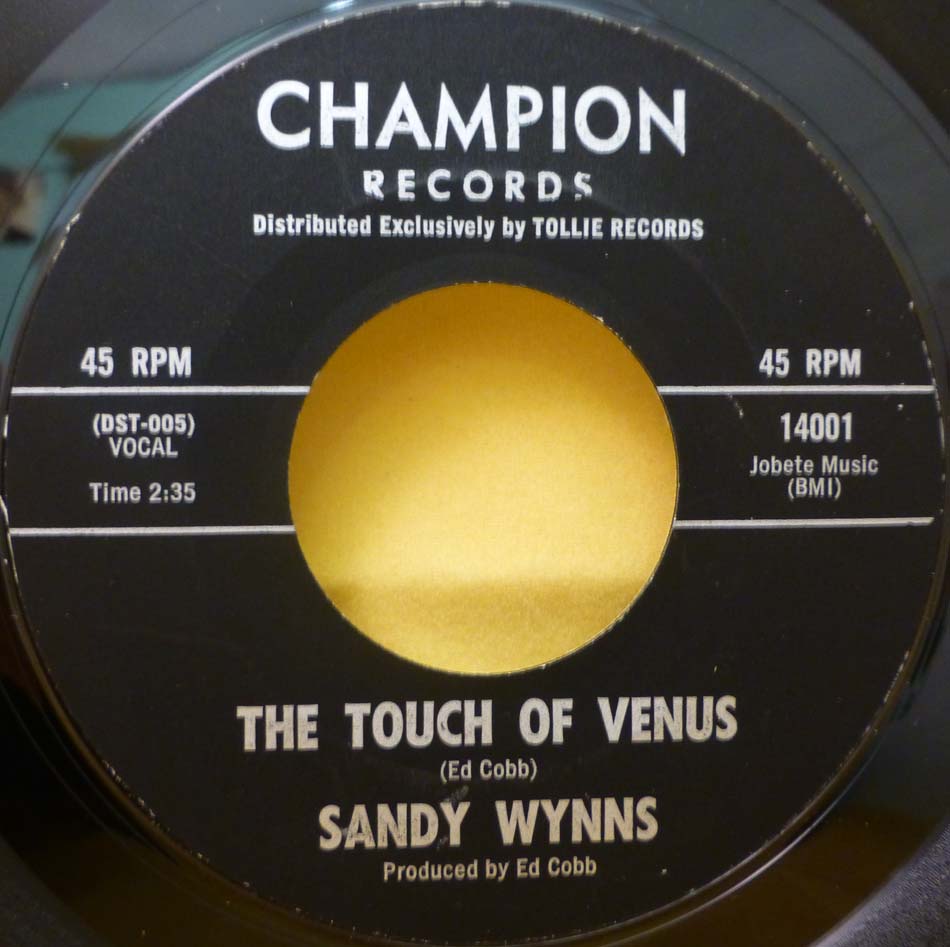 CHAMPION
RECORDS
Distributed Exclusively by TOLLIE RECORDS
45 RPM
45 RPM
(DST-005)
VOCAL
Time 2:35
14001
Jobete Music
(BMI)
THE TOUCH OF VENUS
(Ed Cobb)
SANDY WYNNS
Produced by Ed Cobb